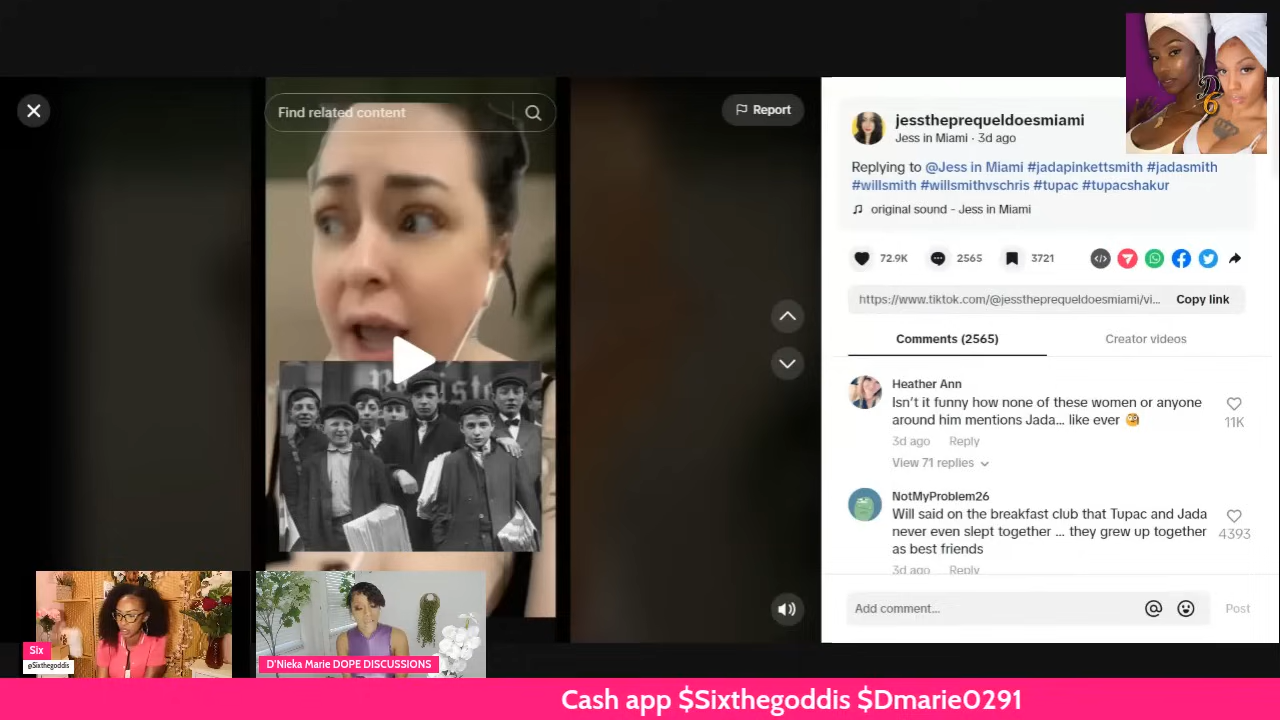 Find related content
Report
jesstheprequeldoesmiami
Jess in Miami · 3d ago
Replying to @Jess in Miami #jadapinkettsmith #jadasmith
#willsmith #willsmithvschris #tupac #tupacshakur
original sound - Jess in Miami
72.9K
2565
3721
https://www.tiktok.com/@jesstheprequeldoesmiami/vi...
Copy link
Comments (2565)
Creator videos
Heather Ann
Isn't it funny how none of these women or anyone
around him mentions Jada... like ever 🧐
11K
3d ago Reply
View 71 replies
NotMyProblem26
Will said on the breakfast club that Tupac and Jada
never even slept together ... they grew up together
as best friends
4393
3d ago Reply
Add comment...
Post
D
6
Six
@Sixthegoddis
D'Nieka Marie DOPE DISCUSSIONS
Cash app $Sixthegoddis $Dmarie0291